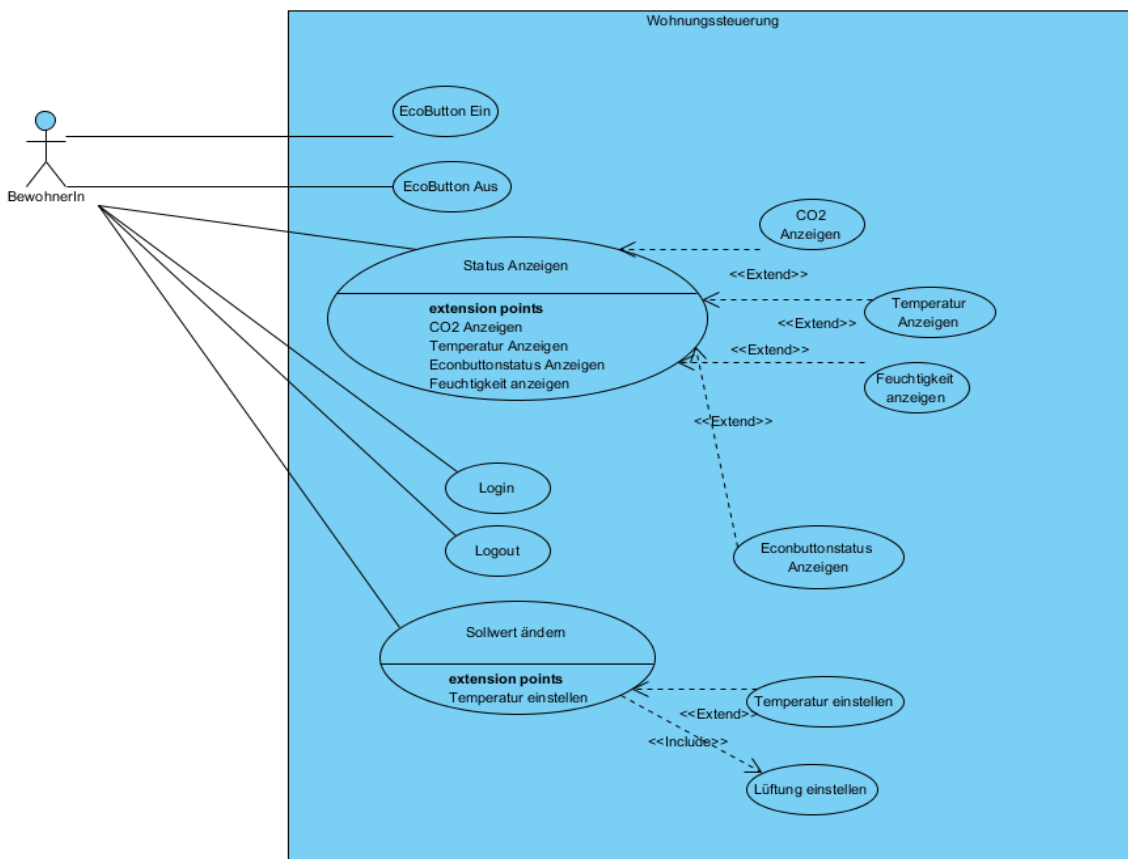 Wohnungssteuerung
EcoButton Ein
BewohnerIn
EcoButton Aus
CO2
Anzeigen
Status Anzeigen
<<Extend>>
extension points
CO2 Anzeigen
Temperatur Anzeigen
Econbuttonstatus Anzeigen
Feuchtigkeit anzeigen
Temperatur
Anzeigen
<<Extend>>
<<Extend>>
Feuchtigkeit
anzeigen
<<Extend>>
Login
Logout
Econbuttonstatus
Anzeigen
Sollwert ändern
extension points
Temperatur einstellen
Temperatur einstellen
<<Extend>>
<<Include>>
Lüftung einstellen